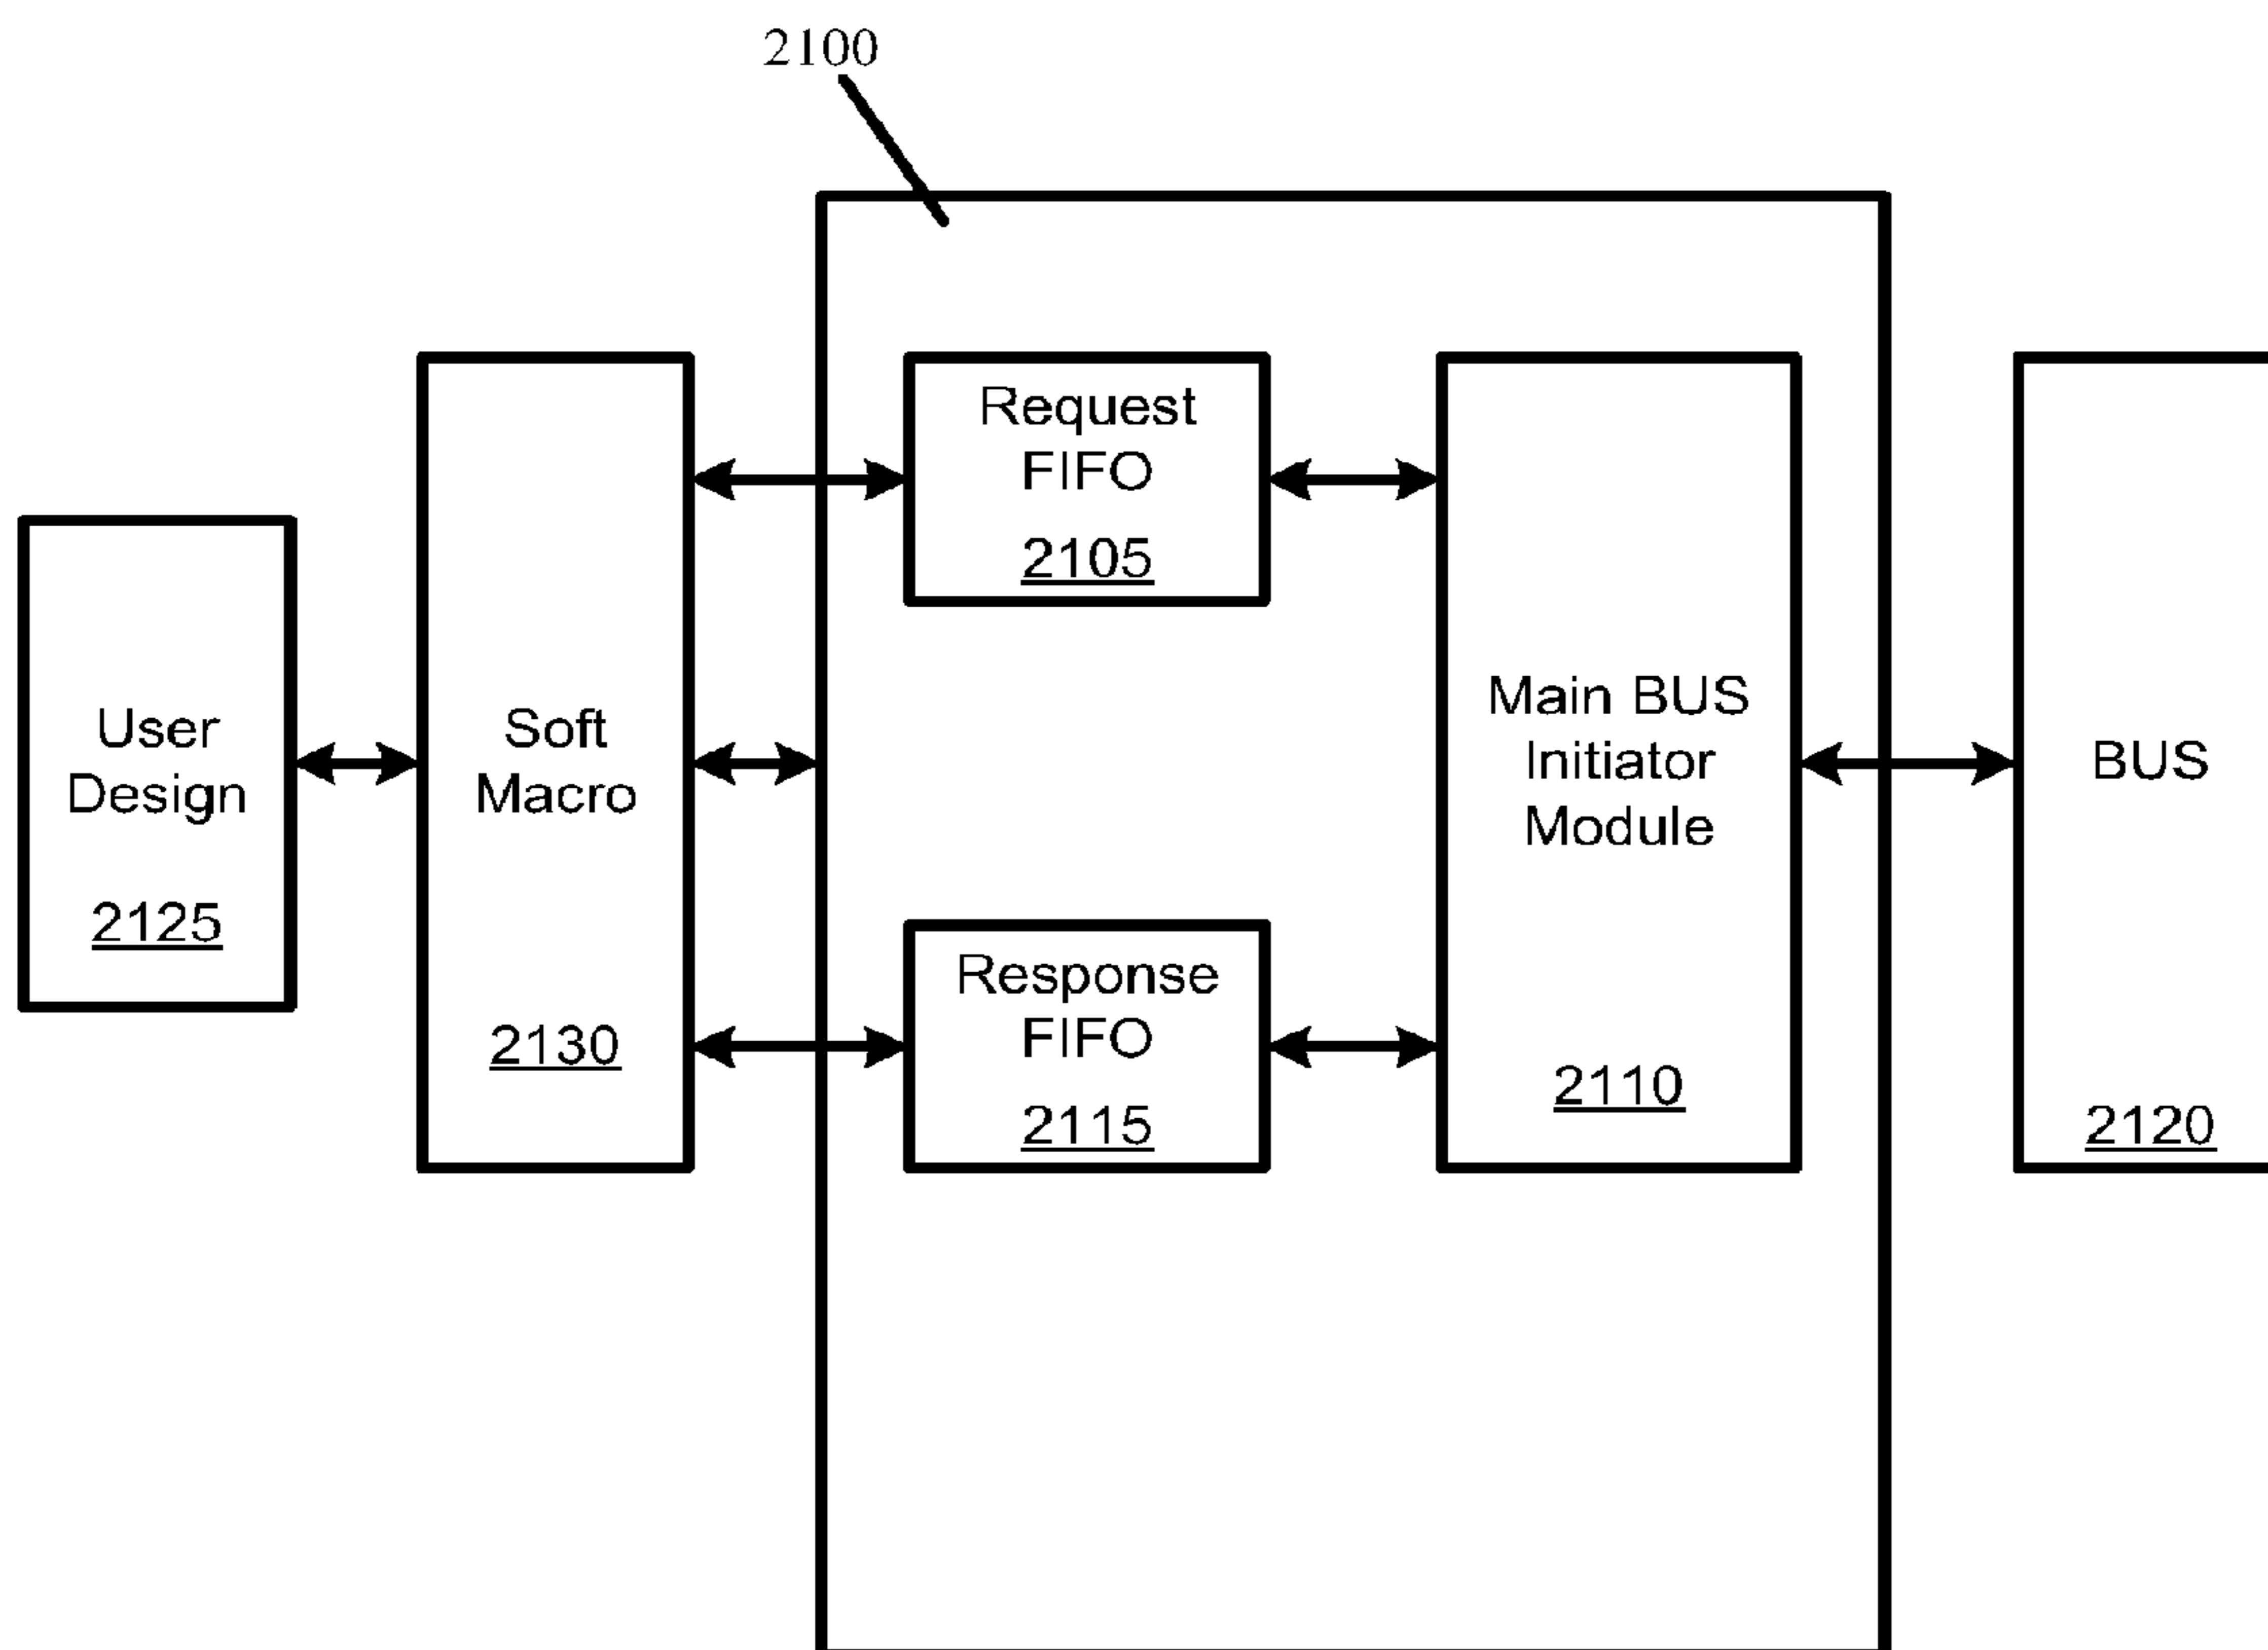 2100
Request
FIFO
2105
User
Design
2125
Soft
Macro
2130
Response
FIFO
2115
Main BUS
Initiator
Module
2110
BUS
2120